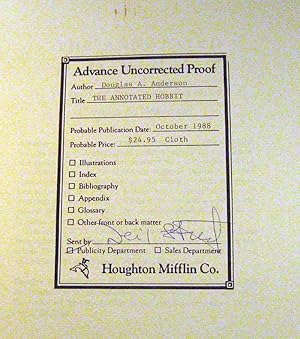 Advance Uncorrected Proof
Author Douglas A. Anderson
Title THE ANNOTATED HOBBIT
Probable Publication Date: October 1988
Probable Price: $24.95 Cloth
☐ Illustrations
☐ Index
☐ Bibliography
☐ Appendix
☐ Glossary
☐ Other front or back matter
Sent by Neil
☐ Publicity Department ☐ Sales Department
Houghton Mifflin Co.